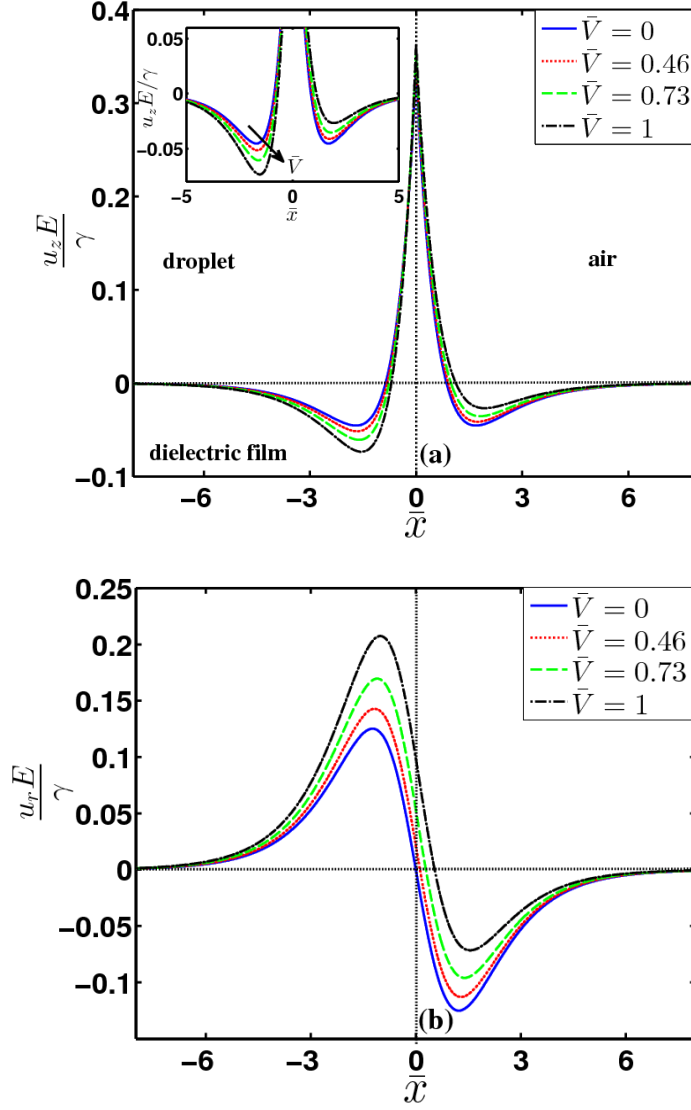 0.4
0.3
0.2
0.1
0
−0.1
u_z E / γ
−6 −3 0 3 6
x̄
0.05
0
−0.05
u_z E/γ
−5 0 5
x̄
V̄
V̄ = 0
V̄ = 0.46
V̄ = 0.73
V̄ = 1
droplet
air
dielectric film
(a)
0.25
0.2
0.15
0.1
0.05
0
−0.05
−0.1
u_r E / γ
−6 −3 0 3 6
x̄
V̄ = 0
V̄ = 0.46
V̄ = 0.73
V̄ = 1
(b)